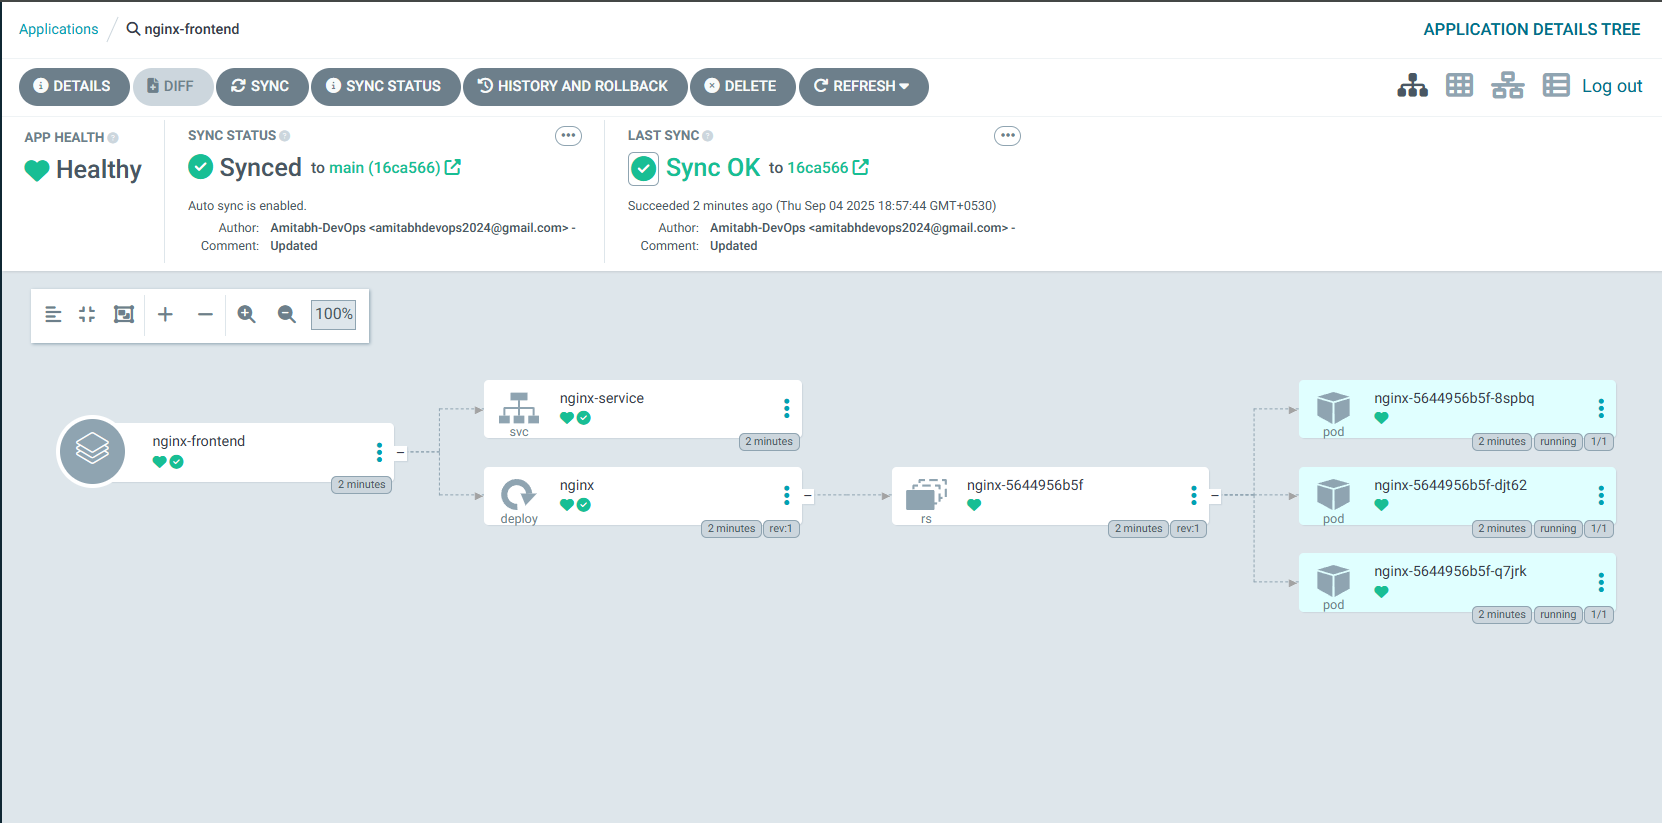 Applications / nginx-frontend
APPLICATION DETAILS TREE
DETAILS
DIFF
SYNC
SYNC STATUS
HISTORY AND ROLLBACK
DELETE
REFRESH
Log out
APP HEALTH
Healthy
SYNC STATUS
Synced to main (16ca566)
Auto sync is enabled.
Author: Amitabh-DevOps <amitabhdevops2024@gmail.com> -
Comment: Updated
LAST SYNC
Sync OK to 16ca566
Succeeded 2 minutes ago (Thu Sep 04 2025 18:57:44 GMT+0530)
Author: Amitabh-DevOps <amitabhdevops2024@gmail.com> -
Comment: Updated
100%
nginx-frontend
2 minutes
nginx-service
svc
2 minutes
nginx
deploy
2 minutes rev:1
nginx-5644956b5f
rs
2 minutes rev:1
nginx-5644956b5f-8spbq
pod
2 minutes running 1/1
nginx-5644956b5f-djt62
pod
2 minutes running 1/1
nginx-5644956b5f-q7jrk
pod
2 minutes running 1/1